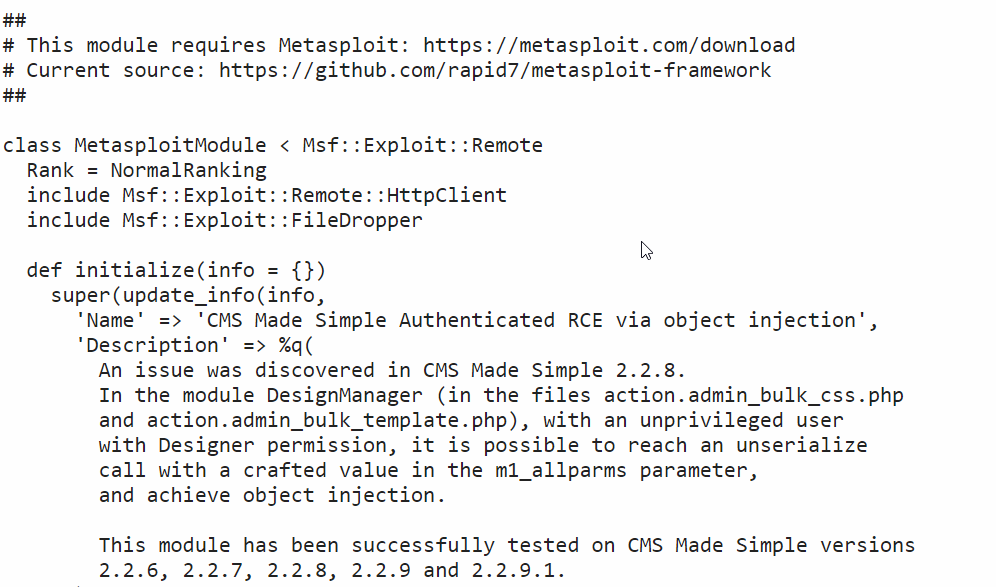 ##
# This module requires Metasploit: https://metasploit.com/download
# Current source: https://github.com/rapid7/metasploit-framework
##
class MetasploitModule < Msf::Exploit::Remote
Rank = NormalRanking
include Msf::Exploit::Remote::HttpClient
include Msf::Exploit::FileDropper
def initialize(info = {})
super(update_info(info,
'Name' => 'CMS Made Simple Authenticated RCE via object injection',
'Description' => %q(
An issue was discovered in CMS Made Simple 2.2.8.
In the module DesignManager (in the files action.admin_bulk_css.php
and action.admin_bulk_template.php), with an unprivileged user
with Designer permission, it is possible to reach an unserialize
call with a crafted value in the m1_allparms parameter,
and achieve object injection.
This module has been successfully tested on CMS Made Simple versions
2.2.6, 2.2.7, 2.2.8, 2.2.9 and 2.2.9.1.